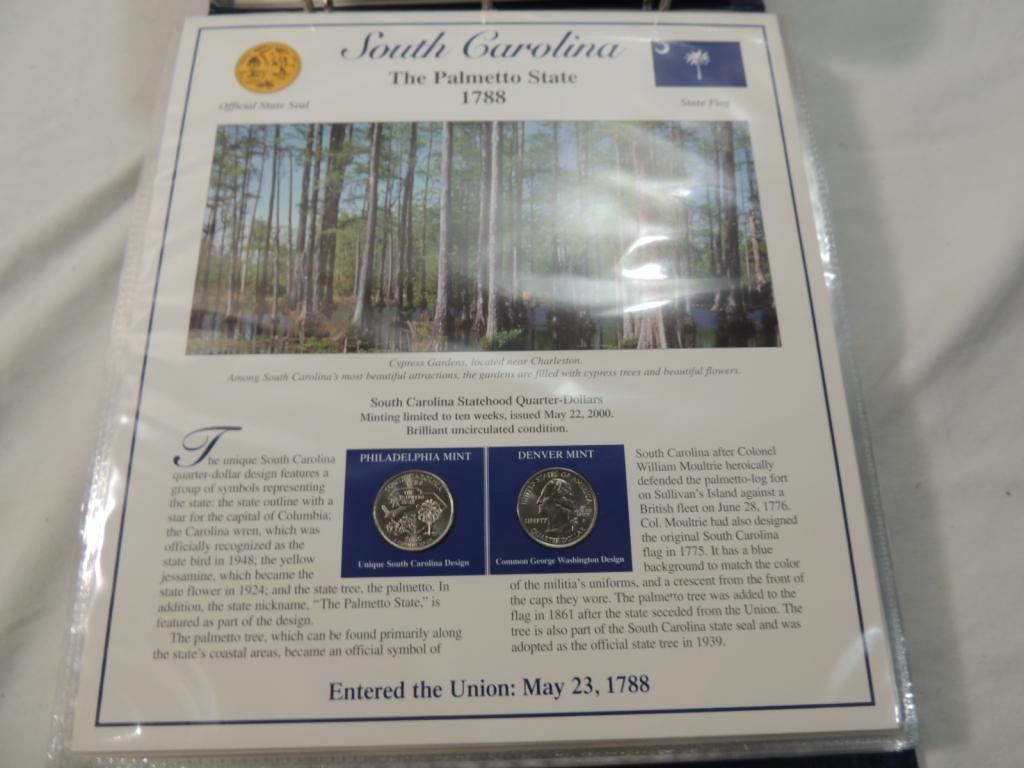 South Carolina
The Palmetto State
1788
Official State Seal
State Flag
Cypress Gardens, located near Charleston.
Among South Carolina's most beautiful attractions, the gardens are filled with cypress trees and beautiful flowers.
South Carolina Statehood Quarter-Dollars
Minting limited to ten weeks, issued May 22, 2000.
Brilliant uncirculated condition.
The unique South Carolina
quarter-dollar design features a
group of symbols representing
the state: the state outline with a
star for the capital of Columbia;
the Carolina wren, which was
officially recognized as the
state bird in 1948; the yellow
jessamine, which became the
state flower in 1924; and the state tree, the palmetto. In
addition, the state nickname, "The Palmetto State," is
featured as part of the design.
The palmetto tree, which can be found primarily along
the state's coastal areas, became an official symbol of
PHILADELPHIA MINT
Unique South Carolina Design
DENVER MINT
UNITED STATES OF AMERICA
LIBERTY
QUARTER DOLLAR
Common George Washington Design
South Carolina after Colonel
William Moultrie heroically
defended the palmetto-log fort
on Sullivan's Island against a
British fleet on June 28, 1776.
Col. Moultrie had also designed
the original South Carolina
flag in 1775. It has a blue
background to match the color
of the militia's uniforms, and a crescent from the front of
the caps they wore. The palmetto tree was added to the
flag in 1861 after the state seceded from the Union. The
tree is also part of the South Carolina state seal and was
adopted as the official state tree in 1939.
Entered the Union: May 23, 1788